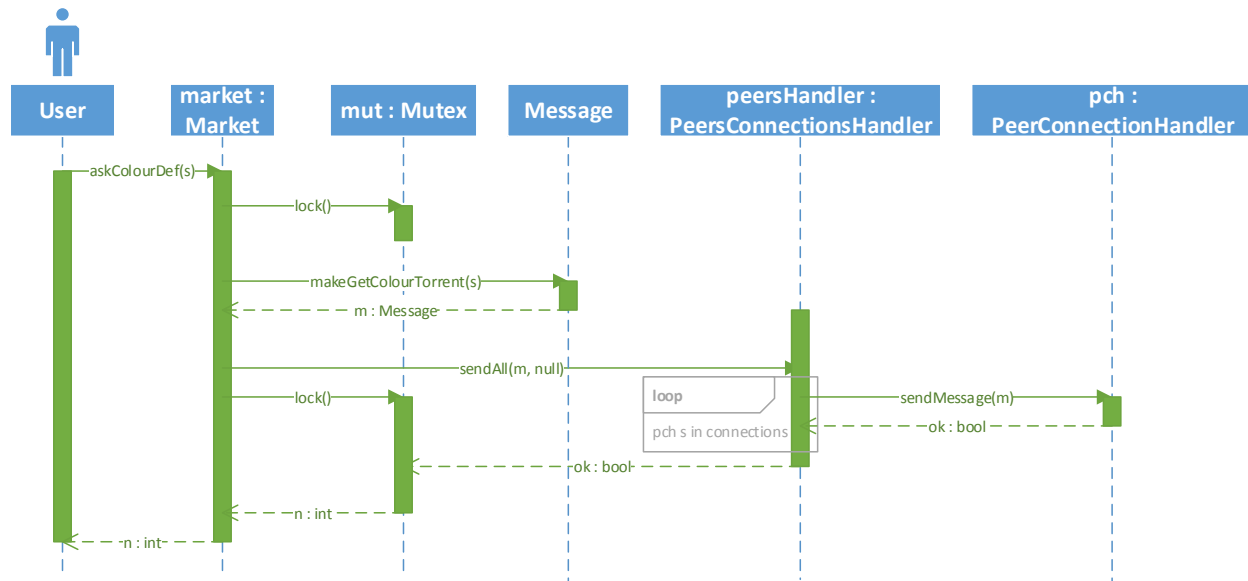 User
market :
Market
mut : Mutex
Message
peersHandler :
PeersConnectionsHandler
pch :
PeerConnectionHandler
askColourDef(s)
lock()
makeGetColourTorrent(s)
m : Message
sendAll(m, null)
lock()
loop
sendMessage(m)
pch s in connections
ok : bool
ok : bool
n : int
n : int